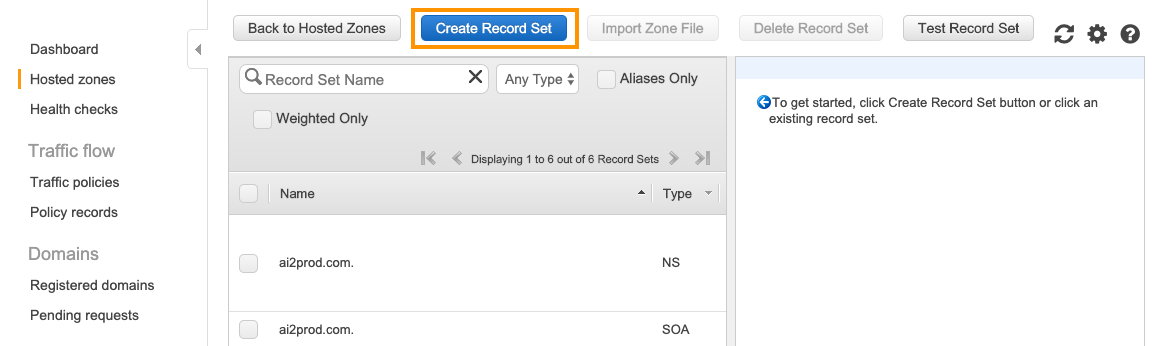 Back to Hosted Zones
Create Record Set
Import Zone File
Delete Record Set
Test Record Set
Dashboard
Hosted zones
Health checks
Traffic flow
Traffic policies
Policy records
Domains
Registered domains
Pending requests
Record Set Name
Any Type
Aliases Only
Weighted Only
Displaying 1 to 6 out of 6 Record Sets
Name Type
ai2prod.com. NS
ai2prod.com. SOA
To get started, click Create Record Set button or click an
existing record set.